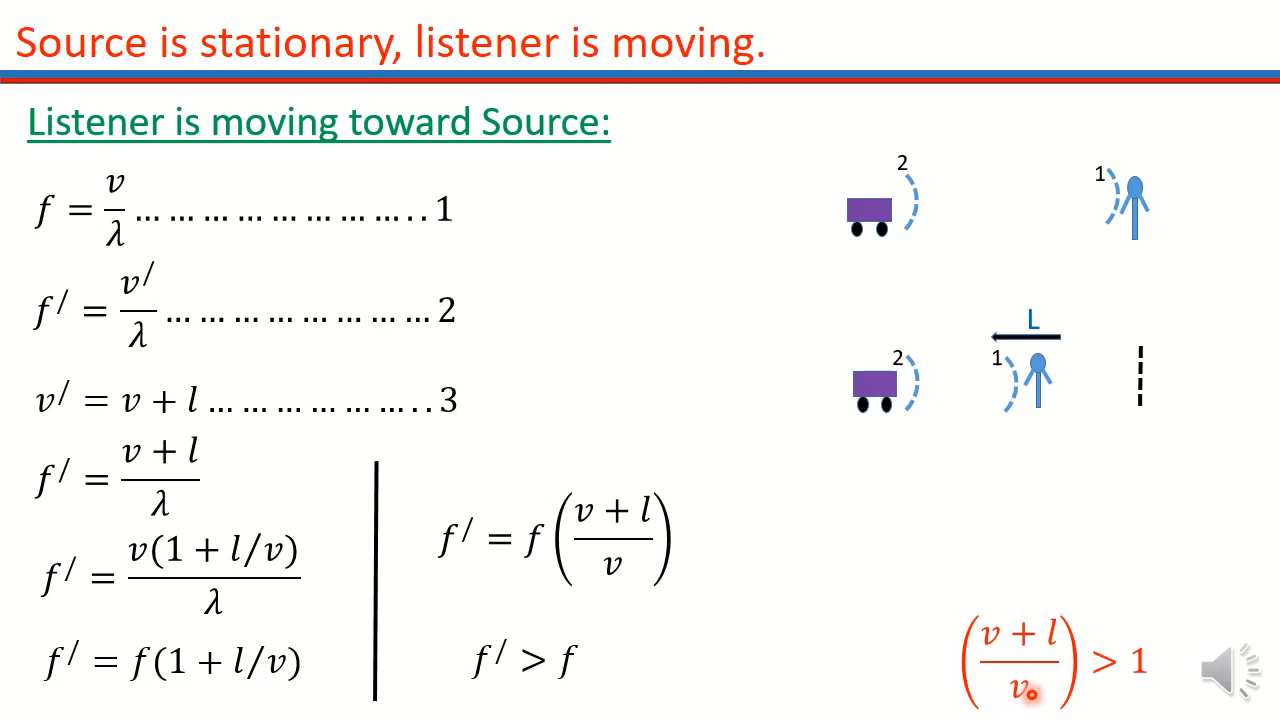 Source is stationary, listener is moving.
Listener is moving toward Source:
f = v/λ … … … … … … … … . . 1
f/ = v//λ … … … … … … … … 2
v/ = v + l … … … … … … . . 3
f/ = (v + l)/λ
f/ = v(1 + l/v)/λ
f/ = f(1 + l/v)
f/ = f((v + l)/v)
f/ > f
2
1
L
2
1
((v + l)/v) > 1